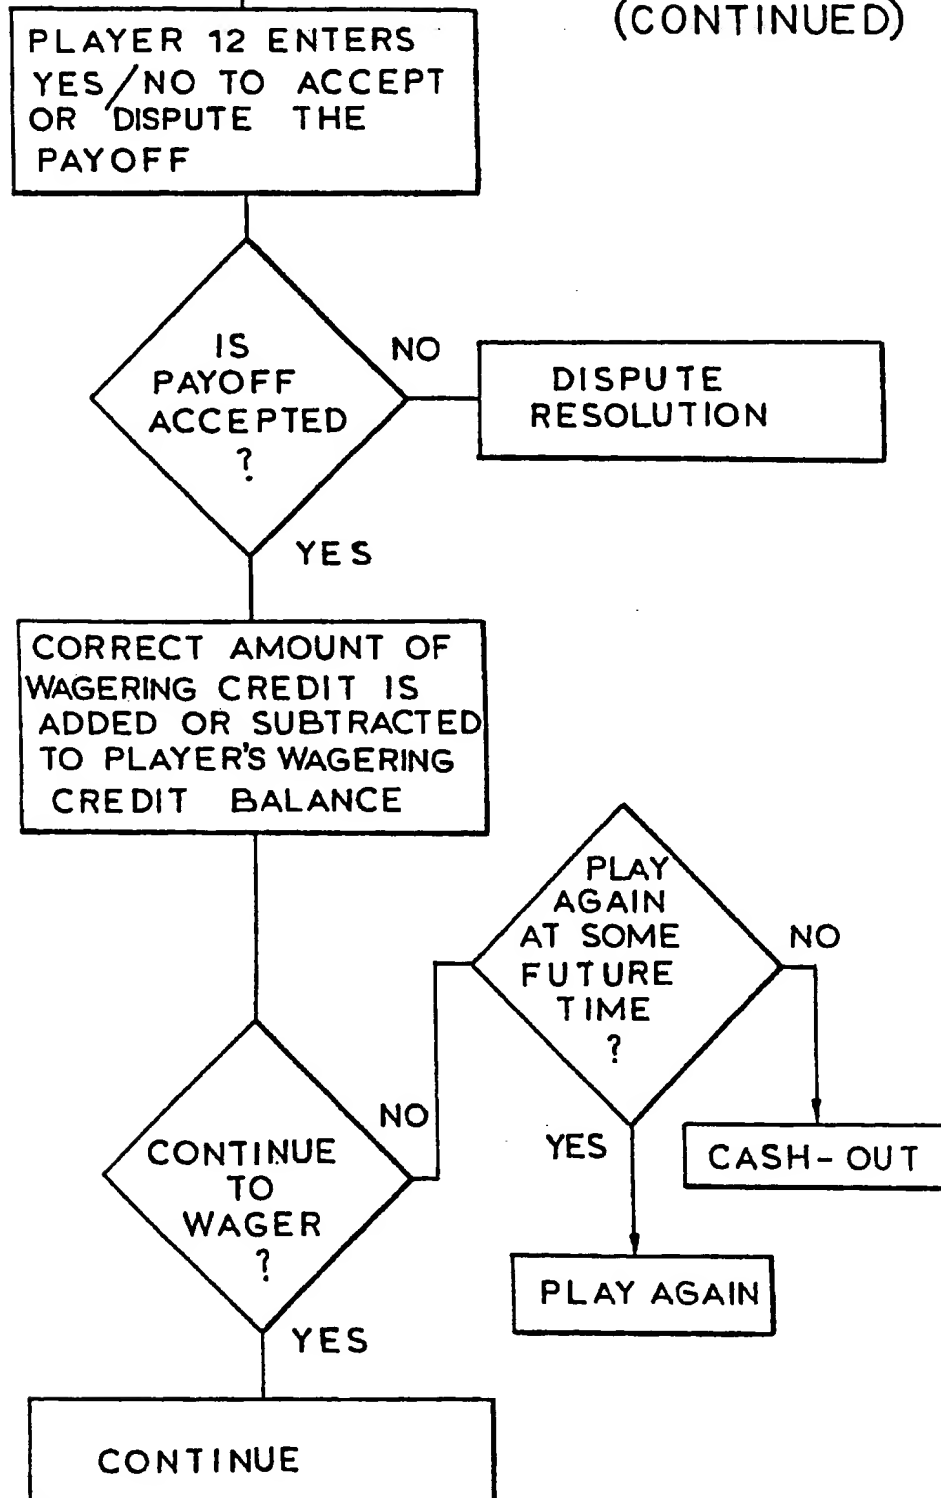 (CONTINUED)
PLAYER 12 ENTERS
YES/NO TO ACCEPT
OR DISPUTE THE
PAYOFF
IS
PAYOFF
ACCEPTED
?
NO
DISPUTE
RESOLUTION
YES
CORRECT AMOUNT OF
WAGERING CREDIT IS
ADDED OR SUBTRACTED
TO PLAYER'S WAGERING
CREDIT BALANCE
PLAY
AGAIN
AT SOME
FUTURE
TIME
?
NO
CONTINUE
TO
WAGER
?
NO
YES
CASH-OUT
PLAY AGAIN
YES
CONTINUE